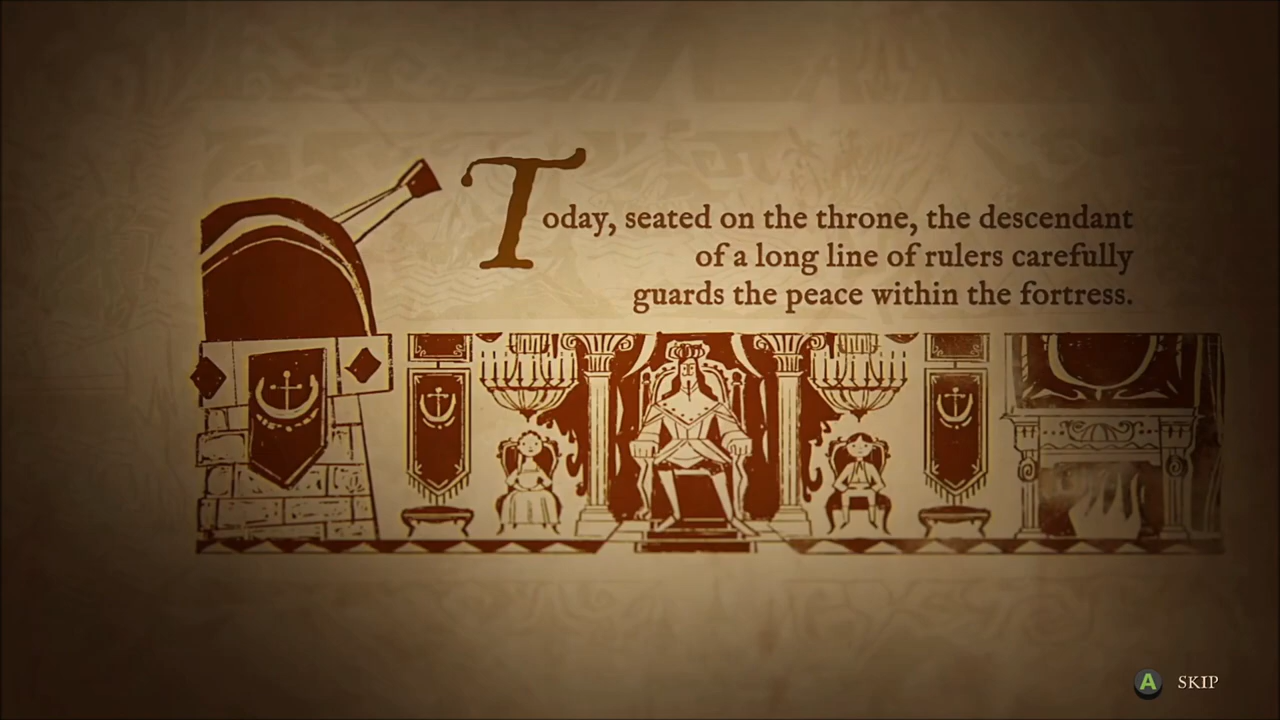 Today, seated on the throne, the descendant
of a long line of rulers carefully
guards the peace within the fortress.
A SKIP